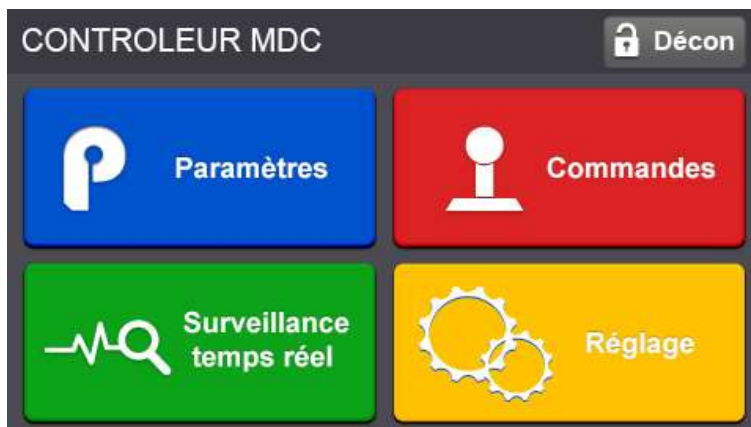 CONTROLEUR MDC
Décon
Paramètres
Commandes
Surveillance
temps réel
Réglage